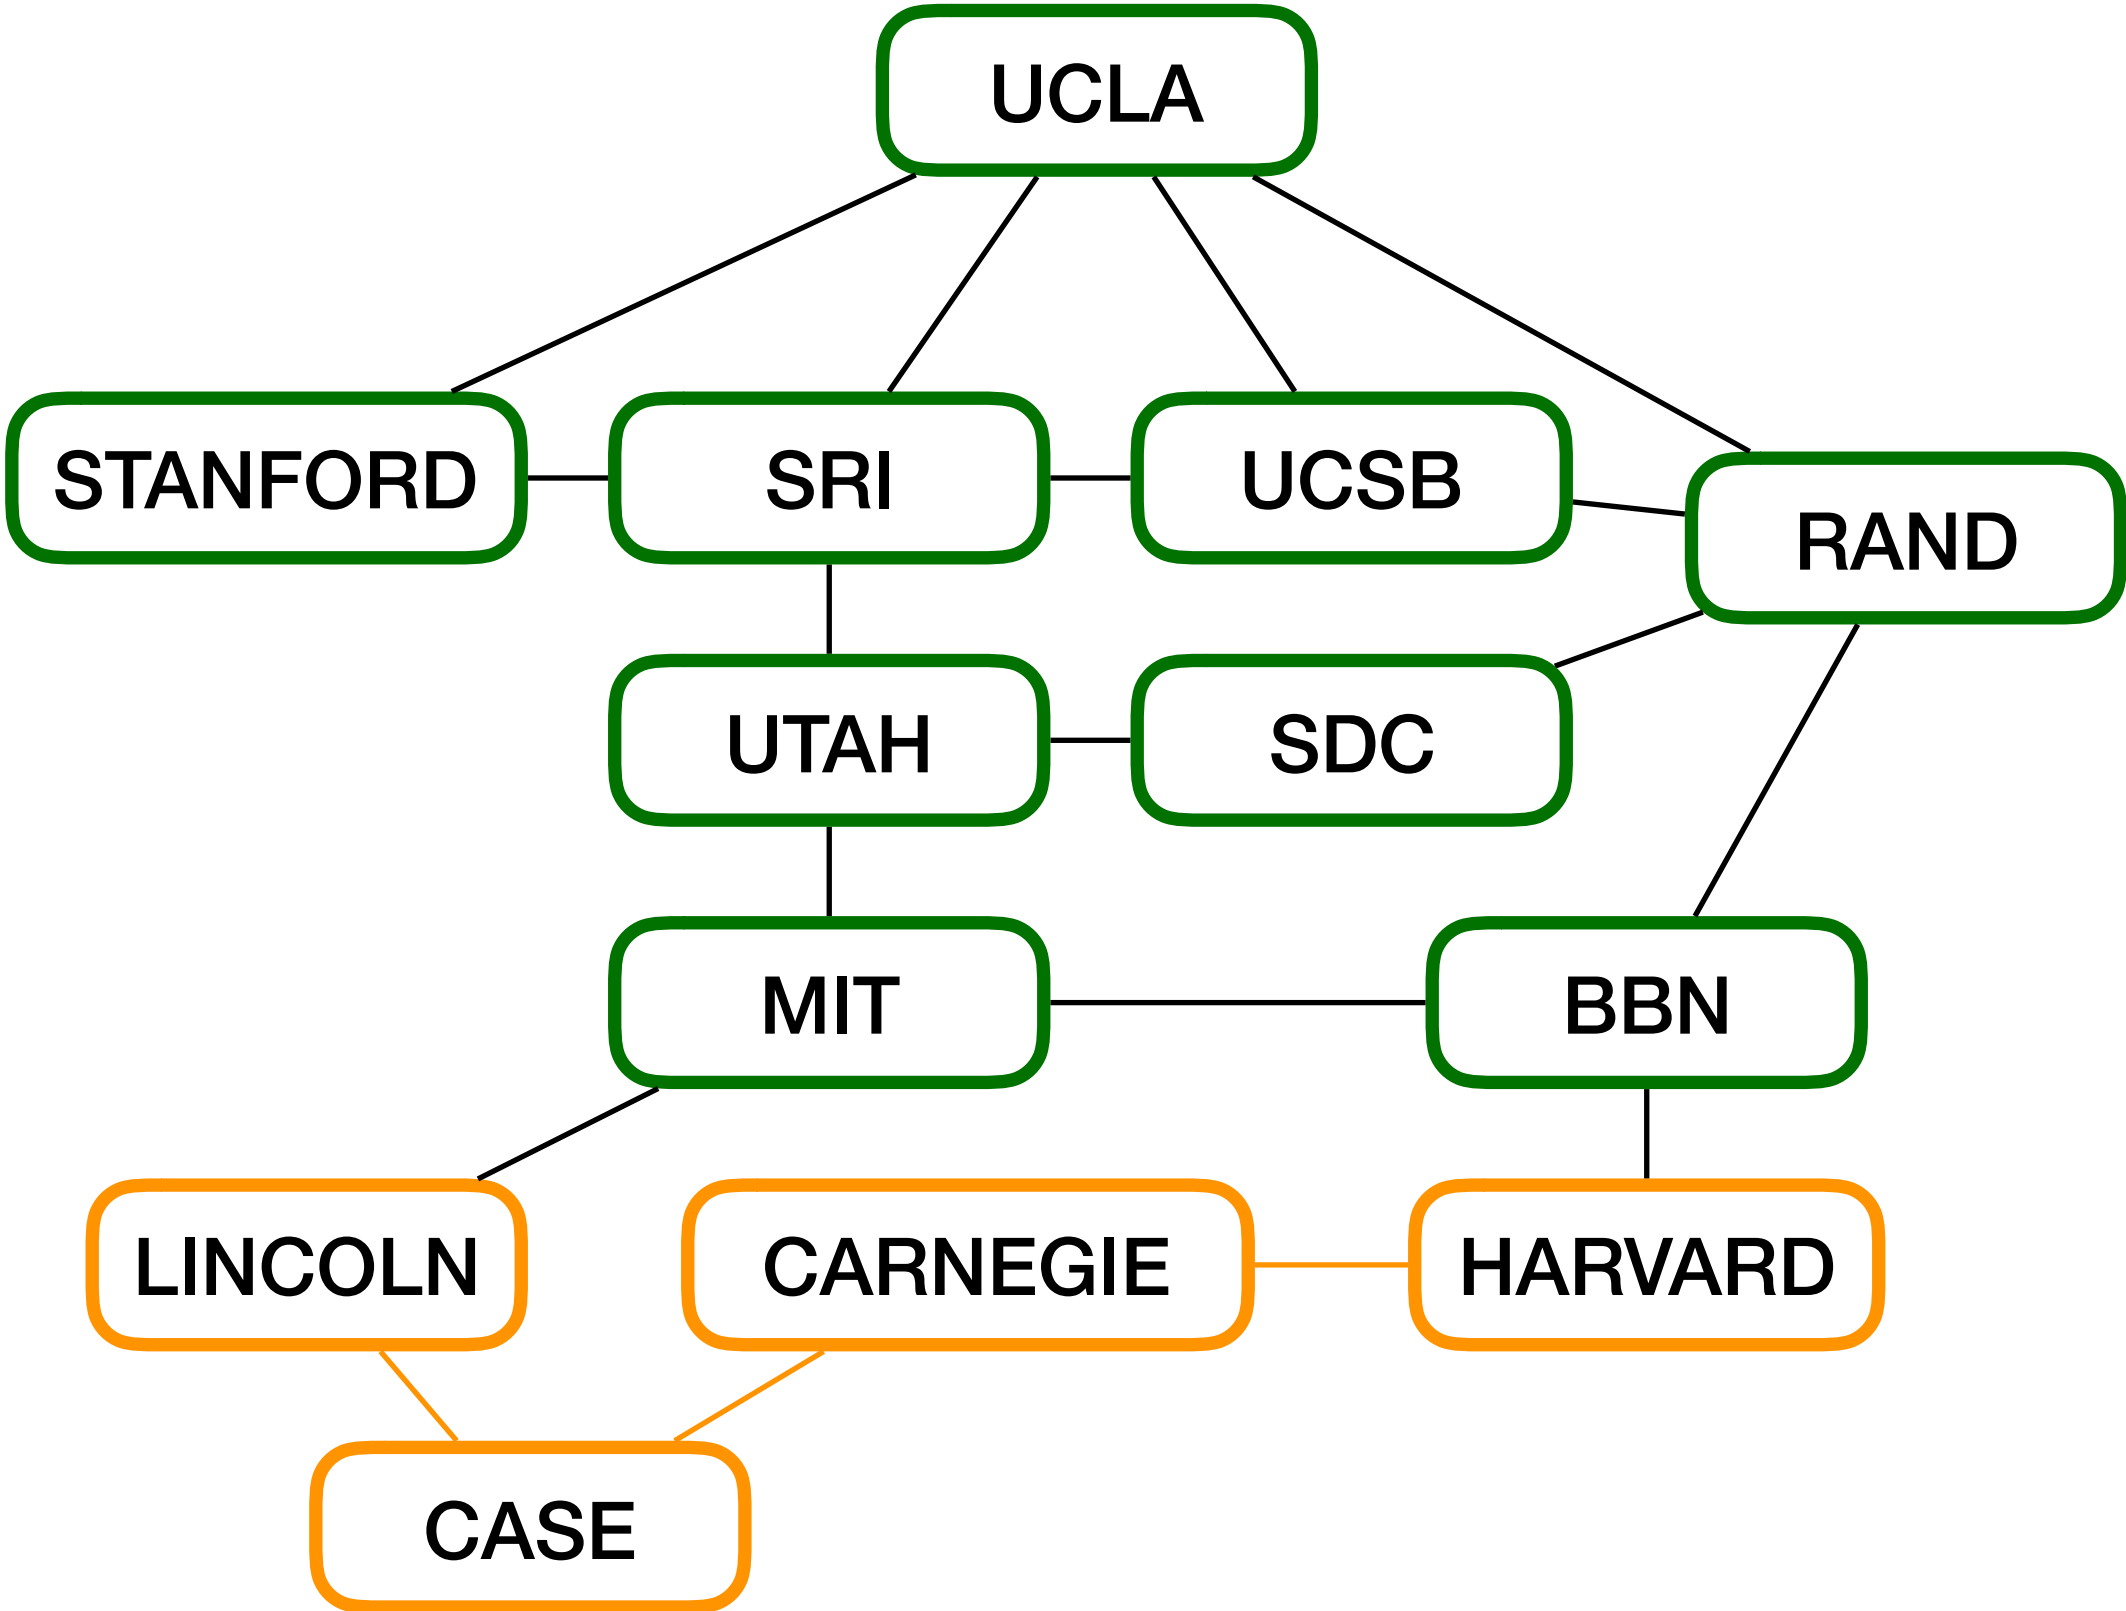 UCLA
STANFORD
SRI
UCSB
RAND
UTAH
SDC
MIT
BBN
LINCOLN
CARNEGIE
HARVARD
CASE